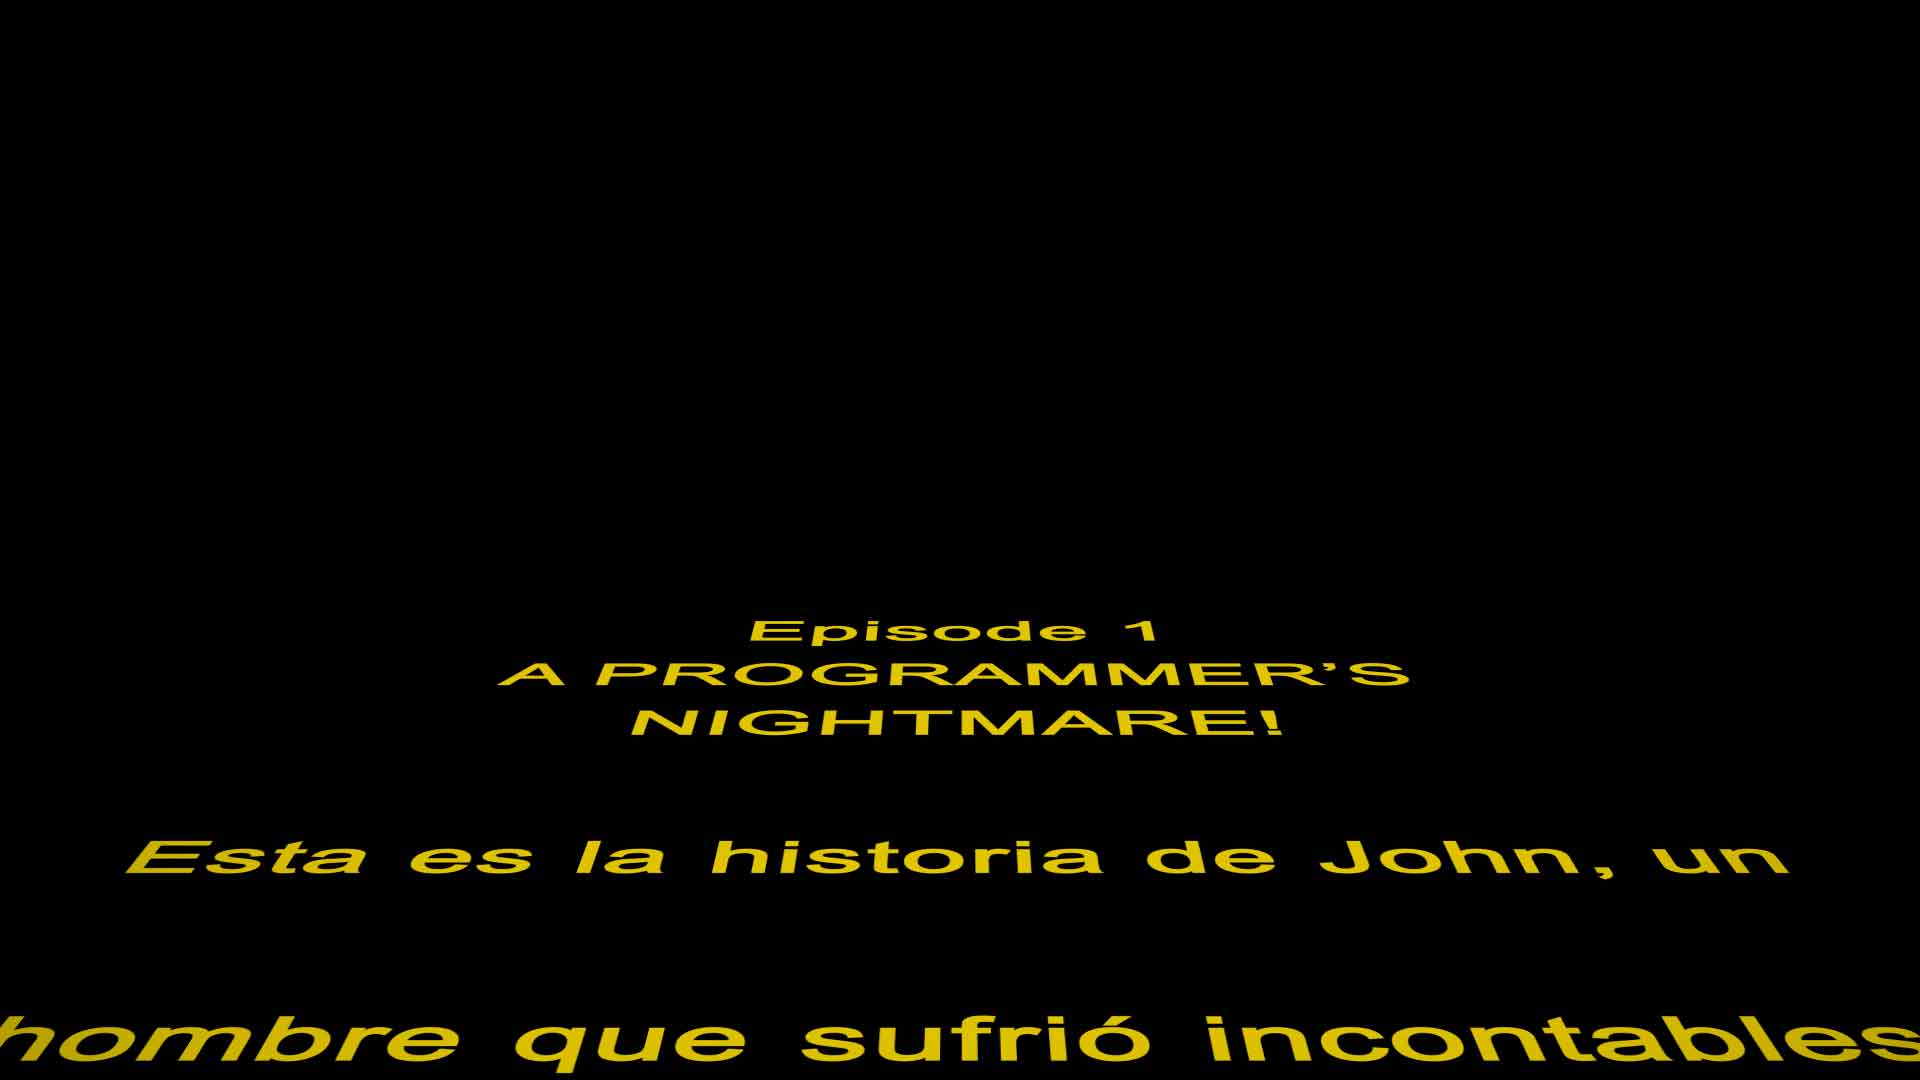 Episode 1
A PROGRAMMER’S
NIGHTMARE!
Esta es la historia de John, un
hombre que sufrió incontables